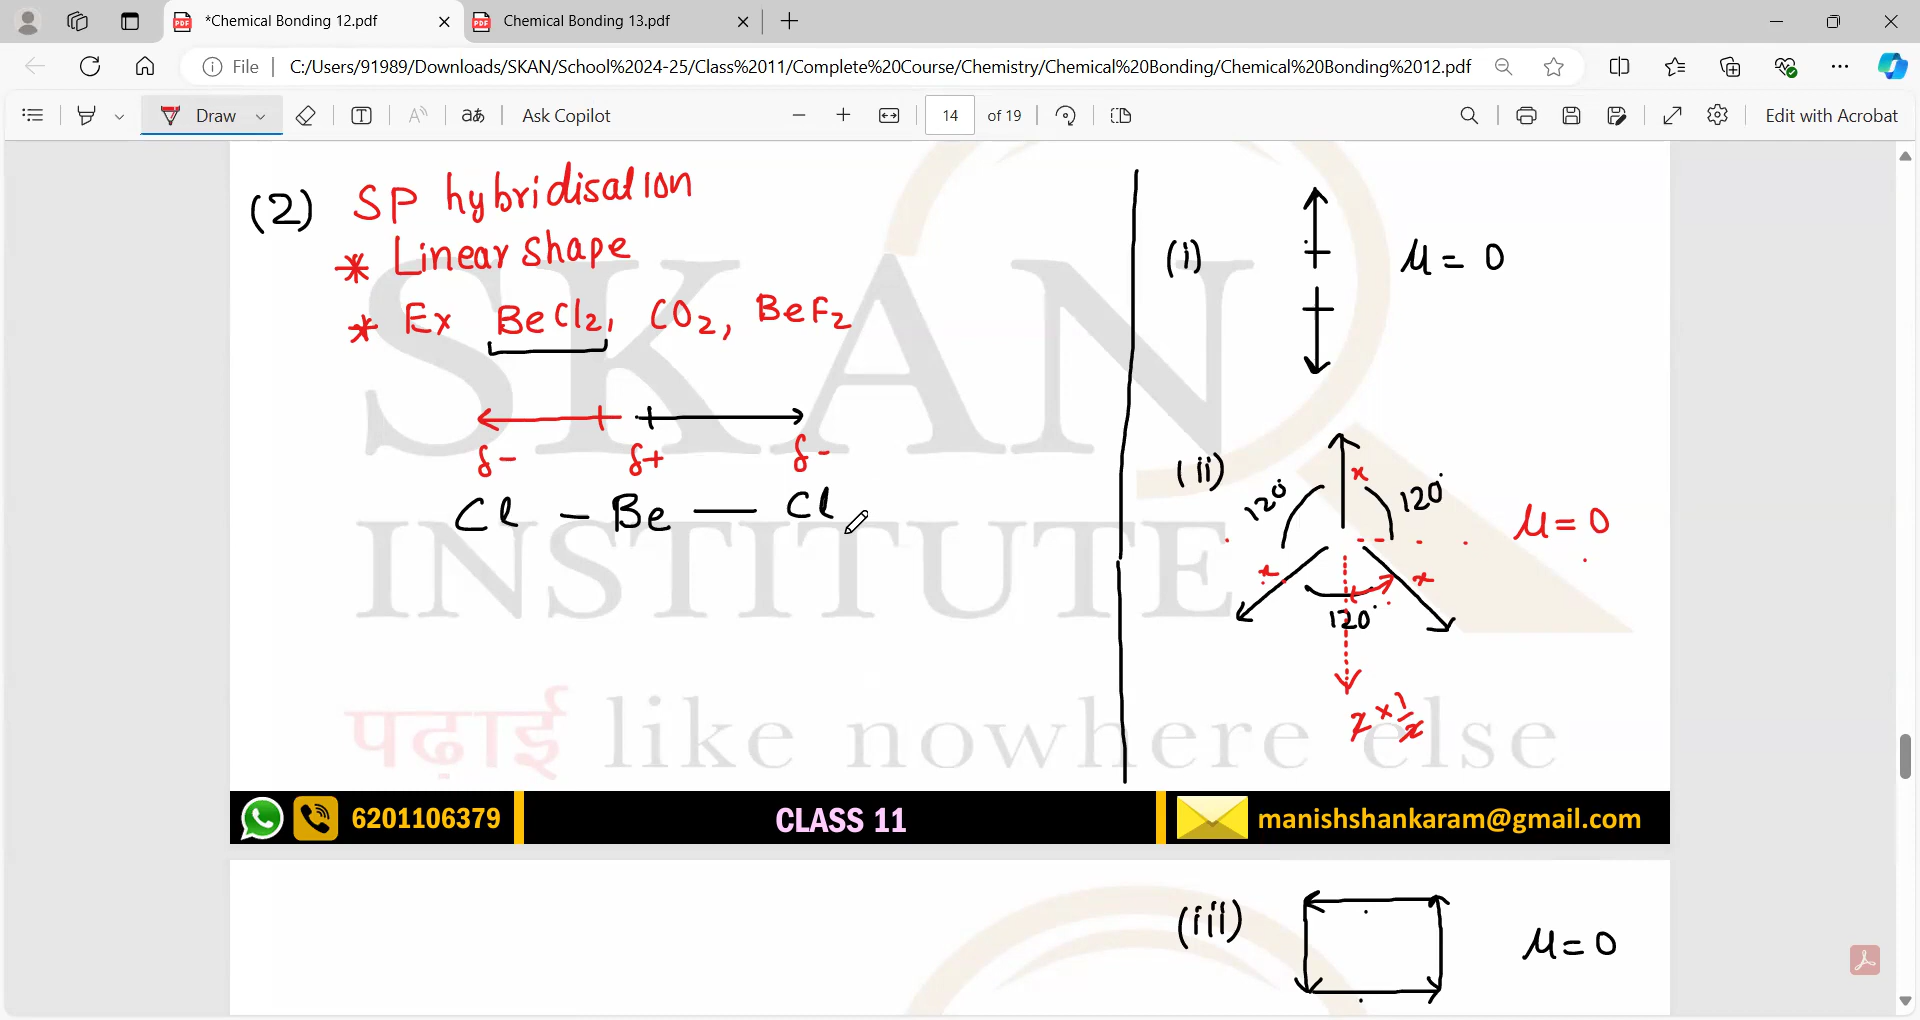 *Chemical Bonding 12.pdf
Chemical Bonding 13.pdf
File
C:/Users/91989/Downloads/SKAN/School%2024-25/Class%2011/Complete%20Course/Chemistry/Chemical%20Bonding/Chemical%20Bonding%2012.pdf
Draw
Ask Copilot
14 of 19
Edit with Acrobat
(2) SP hybridisation
* Linear shape
* Ex BeCl2, CO2, BeF2
δ- δ+ δ-
Cl - Be — Cl
(i) μ = 0
(ii) 120° x 120° μ = 0
x x
120°
2 × 1/2
SKAN
INSTITUTE
पढ़ाई like nowhere else
6201106379
CLASS 11
manishshankaram@gmail.com
(iii) μ = 0